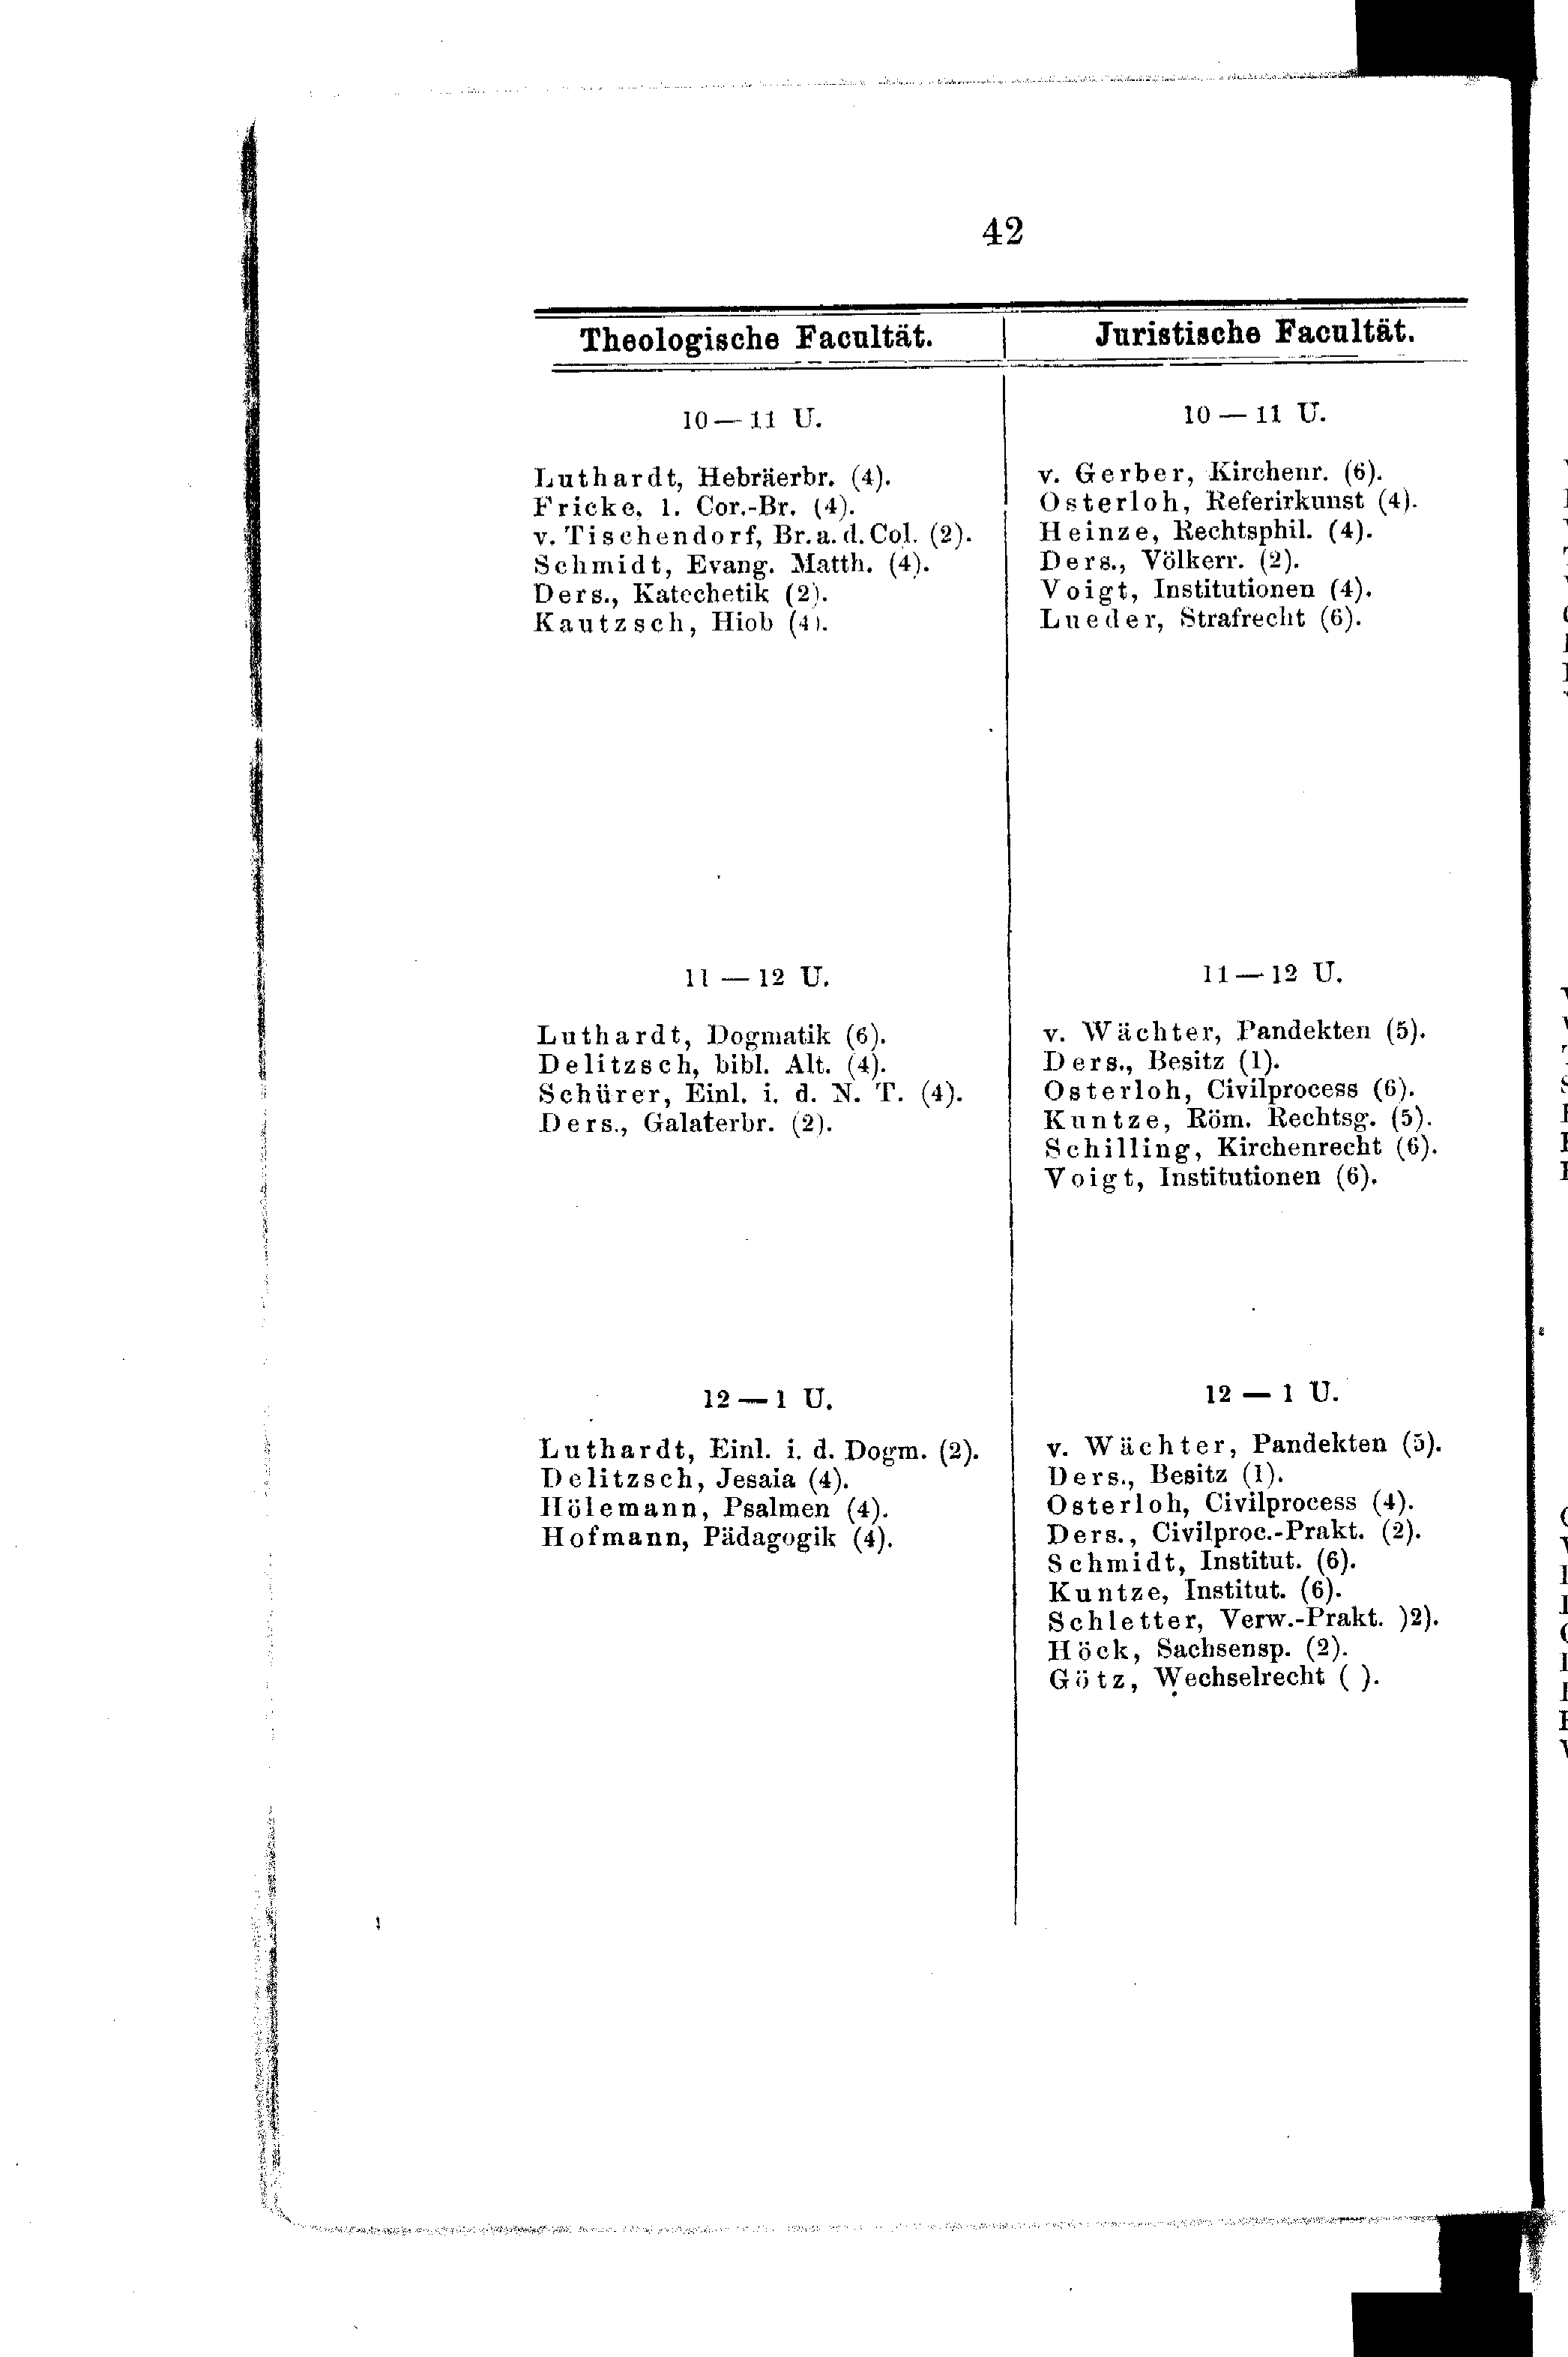 42
Theologische Facultät.
10—11 U.
Luthardt, Hebräerbr. (4).
Fricke, 1. Cor.-Br. (4).
v. Tischendorf, Br. a. d. Col. (2).
Schmidt, Evang. Matth. (4).
Ders., Katechetik (2).
Kautzsch, Hiob (4).
11—12 U.
Luthardt, Dogmatik (6).
Delitzsch, bibl. Alt. (4).
Schürer, Einl. i. d. N. T. (4).
Ders., Galaterbr. (2).
12—1 U.
Luthardt, Einl. i. d. Dogm. (2).
Delitzsch, Jesaia (4).
Hölemann, Psalmen (4).
Hofmann, Pädagogik (4).
Juristische Facultät.
10—11 U.
v. Gerber, Kirchenr. (6).
Osterloh, Referirkunst (4).
Heinze, Rechtsphil. (4).
Ders., Völkerr. (2).
Voigt, Institutionen (4).
Lueder, Strafrecht (6).
11—12 U.
v. Wächter, Pandekten (5).
Ders., Besitz (1).
Osterloh, Civilprocess (6).
Kuntze, Röm. Rechtsg. (5).
Schilling, Kirchenrecht (6).
Voigt, Institutionen (6).
12—1 U.
v. Wächter, Pandekten (5).
Ders., Besitz (1).
Osterloh, Civilprocess (4).
Ders., Civilproc.-Prakt. (2).
Schmidt, Institut. (6).
Kuntze, Institut. (6).
Schletter, Verw.-Prakt. )2).
Höck, Sachsensp. (2).
Götz, Wechselrecht ( ).